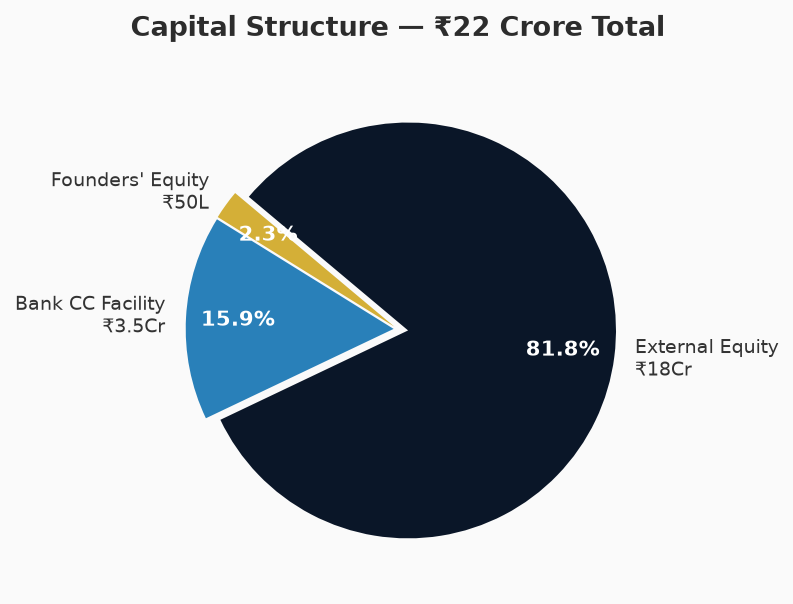 Capital Structure — ₹22 Crore Total
Founders' Equity
₹50L
2.3%
Bank CC Facility
₹3.5Cr
15.9%
81.8%
External Equity
₹18Cr